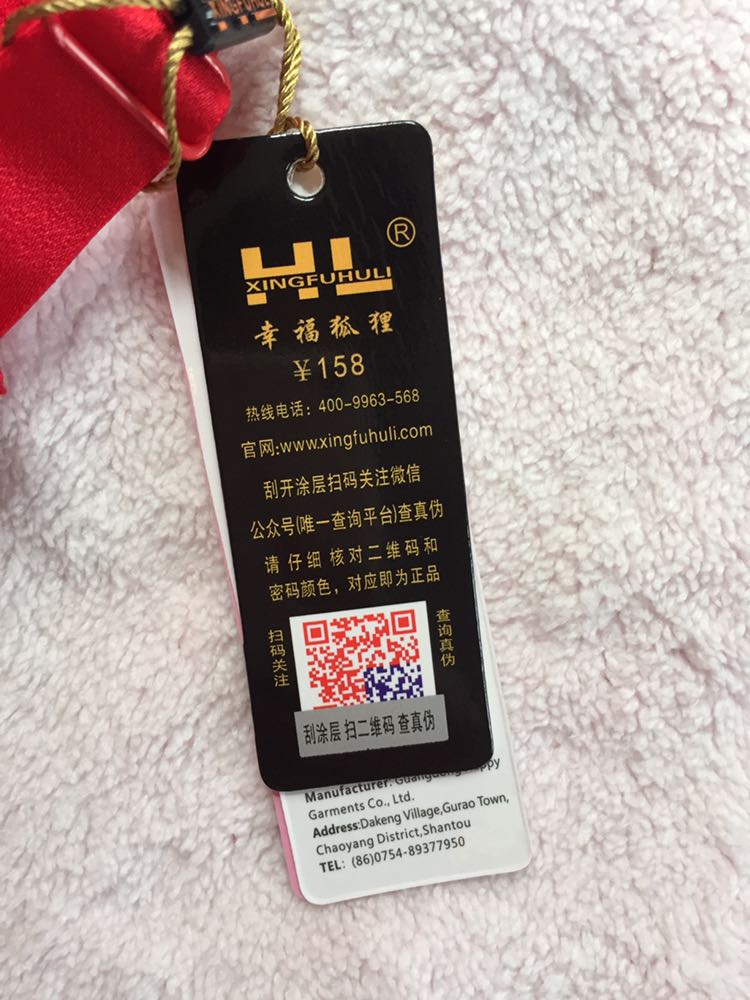 XINGFUHULI
HL
XINGFUHULI
®
幸福狐狸
￥158
热线电话：400-9963-568
官网:www.xingfuhuli.com
刮开涂层扫码关注微信
公众号(唯一查询平台)查真伪
请仔细核对二维码和
密码颜色，对应即为正品
扫码关注
查询真伪
刮涂层 扫二维码 查真伪
Manufacturer:
Garments Co., Ltd.
Address:Dakeng Village,Gurao Town,
Chaoyang District,Shantou
TEL: (86)0754-89377950